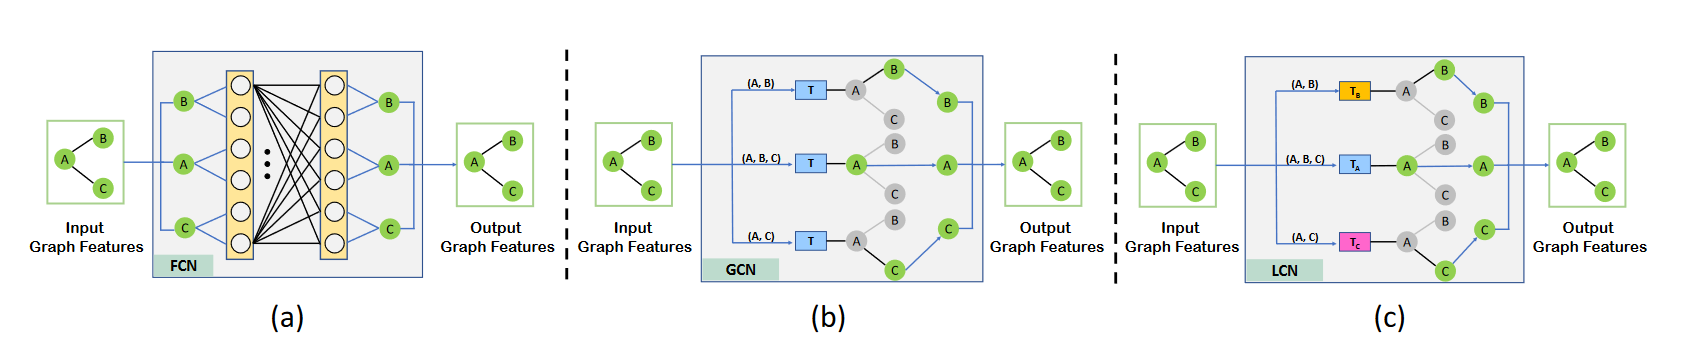 B
A
C
Input
Graph Features
B
A
C
B
A
C
FCN
B
A
C
Output
Graph Features
(a)
B
A
C
Input
Graph Features
(A, B)
T
A
B
C
B
(A, B, C)
T
A
B
A
C
(A, C)
T
A
B
C
C
GCN
B
A
C
Output
Graph Features
(b)
B
A
C
Input
Graph Features
(A, B)
T_B
A
B
C
B
(A, B, C)
T_A
A
B
A
C
(A, C)
T_C
A
B
C
C
LCN
B
A
C
Output
Graph Features
(c)